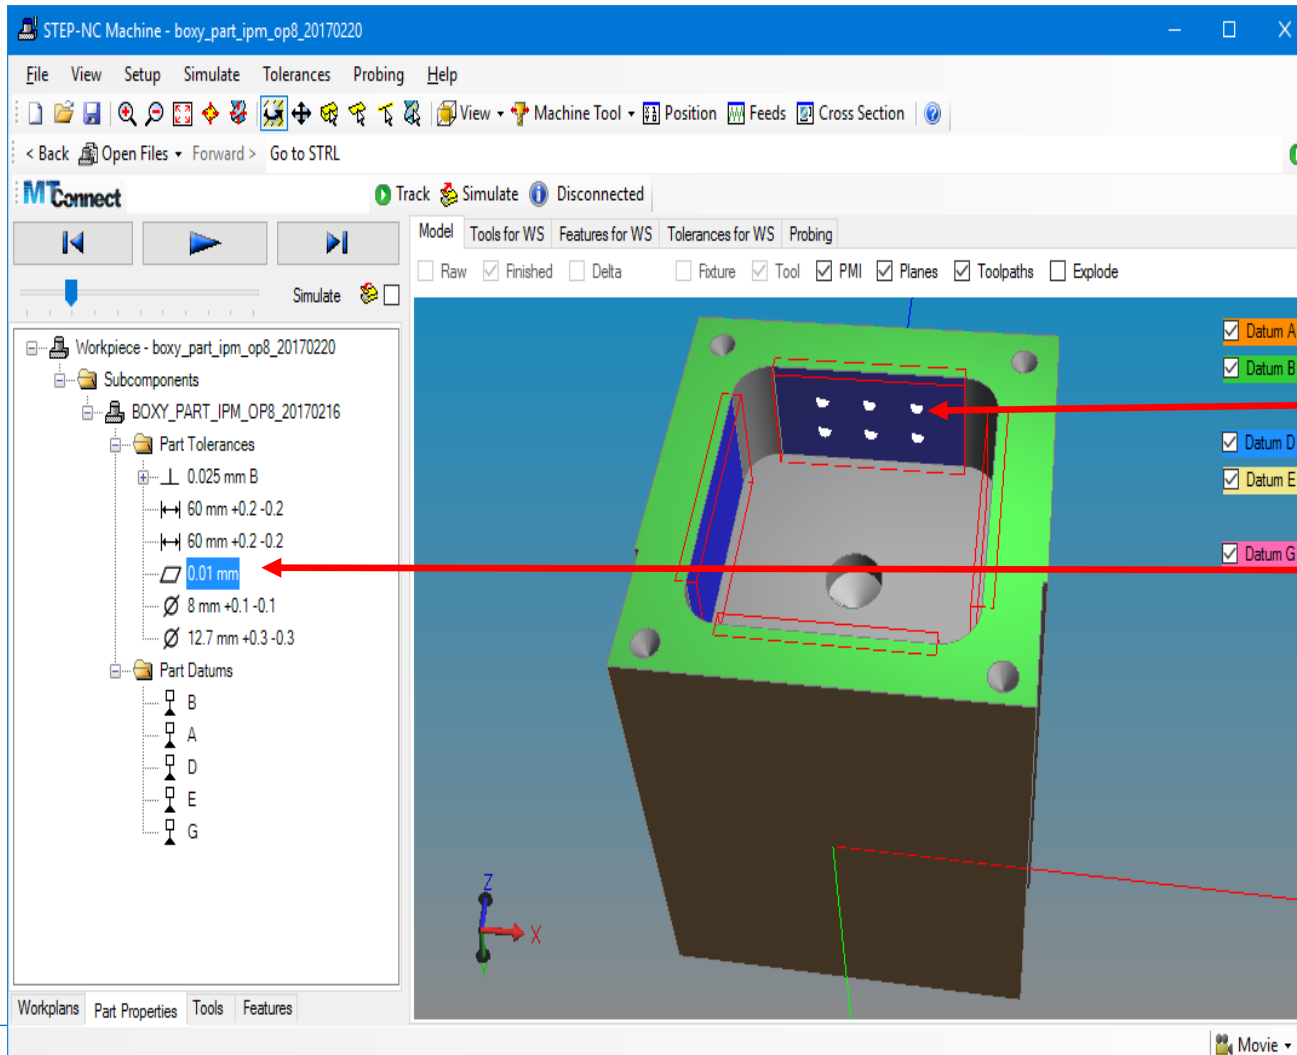 STEP-NC Machine - boxy_part_ipm_op8_20170220
File View Setup Simulate Tolerances Probing Help
View Machine Tool Position Feeds Cross Section
< Back Open Files Forward > Go to STRL
MTConnect Track Simulate Disconnected
Model Tools for WS Features for WS Tolerances for WS Probing
Raw Finished Delta Fixture Tool PMI Planes Toolpaths Explode
Simulate
Workpiece - boxy_part_ipm_op8_20170220
Subcomponents
BOXY_PART_IPM_OP8_20170216
Part Tolerances
0.025 mm B
60 mm +0.2 -0.2
60 mm +0.2 -0.2
0.01 mm
8 mm +0.1 -0.1
12.7 mm +0.3 -0.3
Part Datums
B
A
D
E
G
Datum A
Datum B
Datum D
Datum E
Datum G
Z
X
Y
Workplans Part Properties Tools Features
Movie